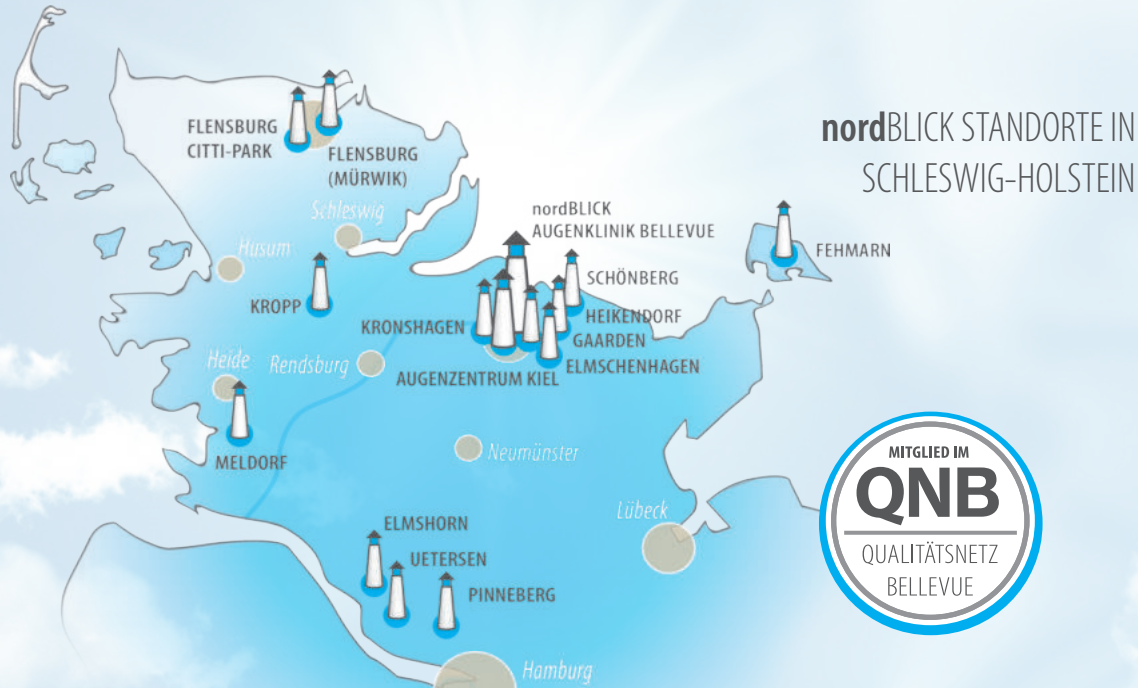 nordBLICK STANDORTE IN
SCHLESWIG-HOLSTEIN
FLENSBURG
CITTI-PARK
FLENSBURG
(MÜRWIK)
Schleswig
Husum
KROPP
nordBLICK
AUGENKLINIK BELLEVUE
SCHÖNBERG
FEHMARN
HEIKENDORF
KRONSHAGEN
GAARDEN
ELMSCHENHAGEN
AUGENZENTRUM KIEL
Heide
Rendsburg
MELDORF
Neumünster
Lübeck
ELMSHORN
UETERSEN
PINNEBERG
Hamburg
MITGLIED IM
QNB
QUALITÄTSNETZ
BELLEVUE